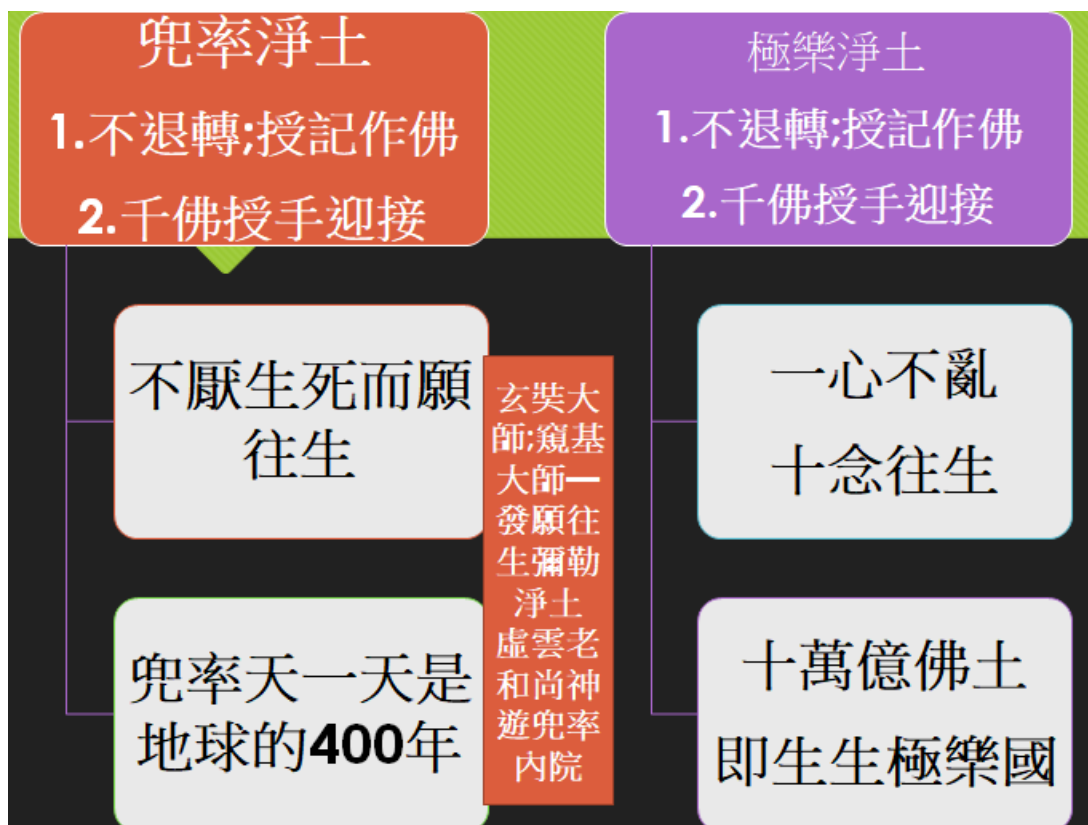 兜率淨土
1.不退轉;授記作佛
2.千佛授手迎接
不厭生死而願
往生
兜率天一天是
地球的400年
玄奘大
師;窺基
大師—
發願往
生彌勒
淨土
虛雲老
和尚神
遊兜率
內院
極樂淨土
1.不退轉;授記作佛
2.千佛授手迎接
一心不亂
十念往生
十萬億佛土
即生生極樂國